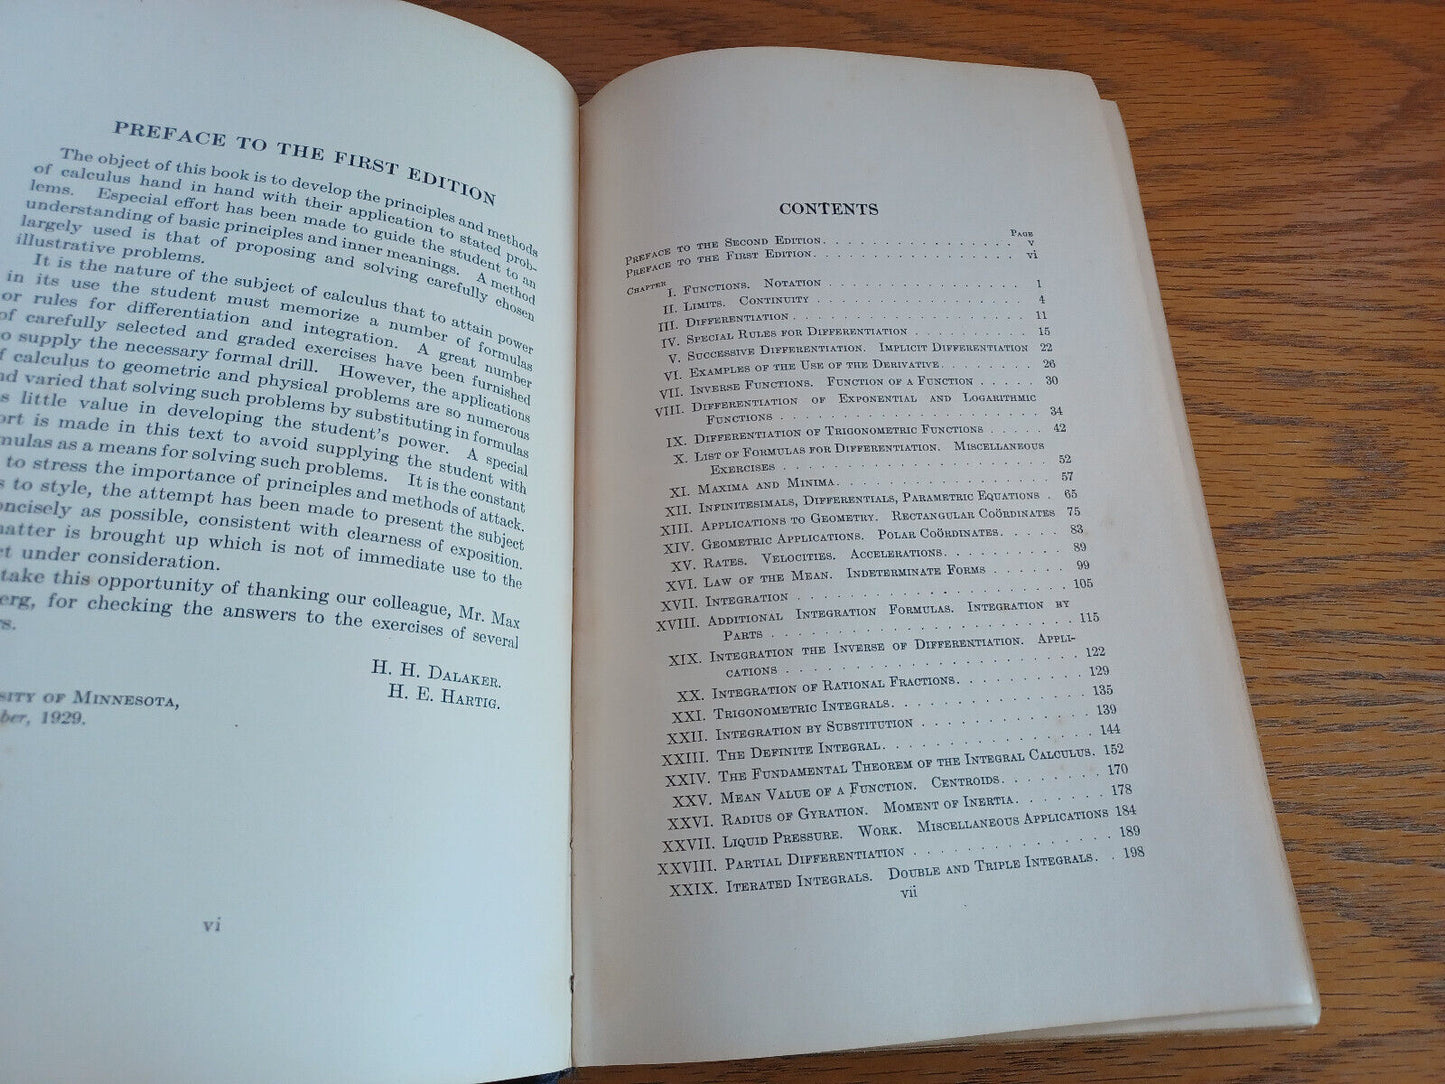 PREFACE TO THE FIRST EDITION
The object of this book is to develop the principles and methods
of calculus hand in hand with their application to stated prob-
lems. Especial effort has been made to guide the student to an
understanding of basic principles and inner meanings. A method
largely used is that of proposing and solving carefully chosen
illustrative problems.
It is the nature of the subject of calculus that to attain power
in its use the student must memorize a number of formulas
or rules for differentiation and integration. A great number
of carefully selected and graded exercises have been furnished
o supply the necessary formal drill. However, the applications
f calculus to geometric and physical problems are so numerous
nd varied that solving such problems by substituting in formulas
s little value in developing the student's power. A special
ort is made in this text to avoid supplying the student with
mulas as a means for solving such problems. It is the constant
to stress the importance of principles and methods of attack.
s to style, the attempt has been made to present the subject
oncisely as possible, consistent with clearness of exposition.
natter is brought up which is not of immediate use to the
ct under consideration.
take this opportunity of thanking our colleague, Mr. Max
erg, for checking the answers to the exercises of several
rs.
H. H. Dalaker.
H. E. Hartig.
sity of Minnesota,
ber, 1929.
vi
CONTENTS
Page
Preface to the Second Edition . . . . . . . . . . v
Preface to the First Edition . . . . . . . . . . vi
Chapter
I. Functions. Notation . . . . . . . . . . 1
II. Limits. Continuity . . . . . . . . . . 4
III. Differentiation . . . . . . . . . . 11
IV. Special Rules for Differentiation . . . . . . . . . . 15
V. Successive Differentiation. Implicit Differentiation 22
VI. Examples of the Use of the Derivative . . . . . . . . 26
VII. Inverse Functions. Function of a Function . . . . . 30
VIII. Differentiation of Exponential and Logarithmic
Functions . . . . . . . . . . 34
IX. Differentiation of Trigonometric Functions . . . . . 42
X. List of Formulas for Differentiation. Miscellaneous
Exercises . . . . . . . . . . 52
XI. Maxima and Minima . . . . . . . . . . 57
XII. Infinitesimals, Differentials, Parametric Equations . 65
XIII. Applications to Geometry. Rectangular Coördinates 75
XIV. Geometric Applications. Polar Coördinates . . . . . 83
XV. Rates. Velocities. Accelerations . . . . . . . . . . 89
XVI. Law of the Mean. Indeterminate Forms . . . . . . . 99
XVII. Integration . . . . . . . . . . 105
XVIII. Additional Integration Formulas. Integration by
Parts . . . . . . . . . . 115
XIX. Integration the Inverse of Differentiation. Appli-
cations . . . . . . . . . . 122
XX. Integration of Rational Fractions . . . . . . . . . . 129
XXI. Trigonometric Integrals . . . . . . . . . . 135
XXII. Integration by Substitution . . . . . . . . . . 139
XXIII. The Definite Integral . . . . . . . . . . 144
XXIV. The Fundamental Theorem of the Integral Calculus . 152
XXV. Mean Value of a Function. Centroids . . . . . . . . 170
XXVI. Radius of Gyration. Moment of Inertia . . . . . . . 178
XXVII. Liquid Pressure. Work. Miscellaneous Applications 184
XXVIII. Partial Differentiation . . . . . . . . . . 189
XXIX. Iterated Integrals. Double and Triple Integrals . . 198
vii